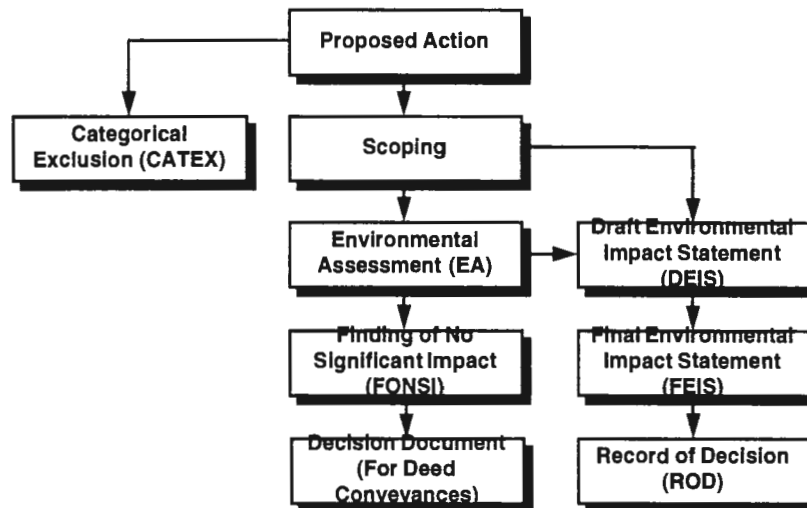 Proposed Action
Categorical
Exclusion (CATEX)
Scoping
Environmental
Assessment (EA)
Draft Environmental
Impact Statement
(DEIS)
Finding of No
Significant Impact
(FONSI)
Final Environmental
Impact Statement
(FEIS)
Decision Document
(For Deed
Conveyances)
Record of Decision
(ROD)